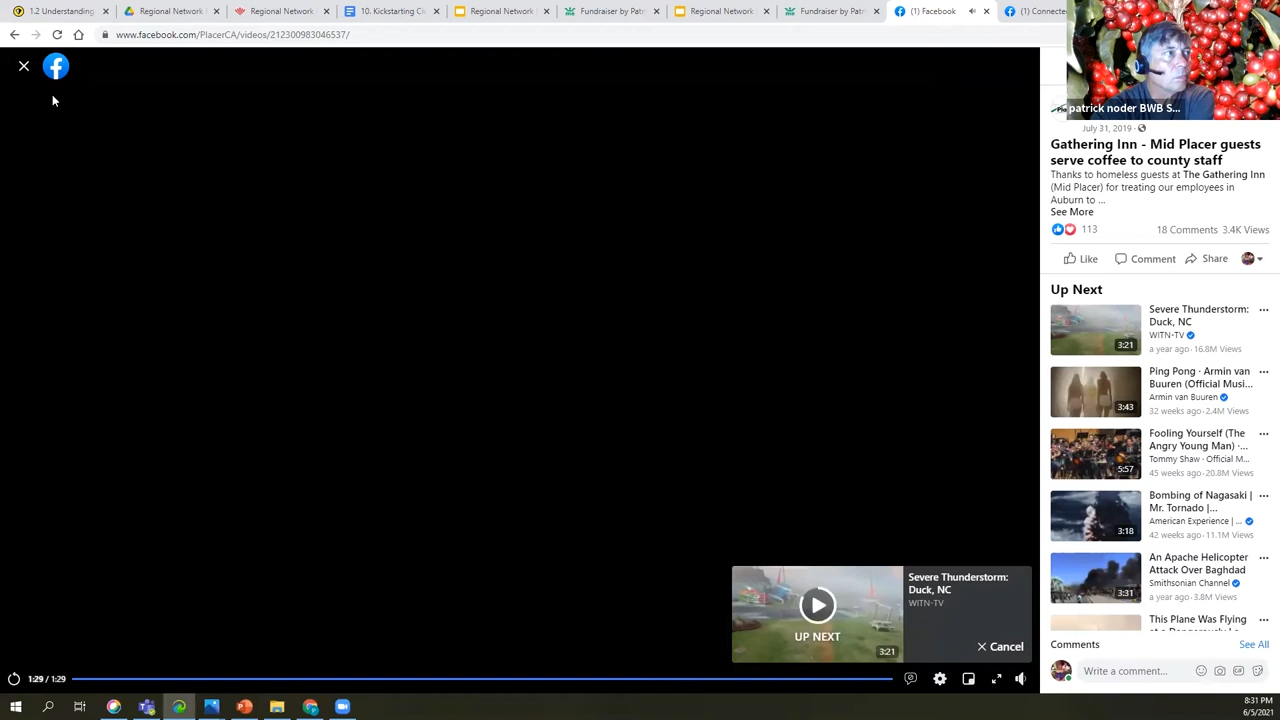 1.2 Understanding
Google Drive Regional Network
Regional Network
10. Kickstarting Ci
Regional Network
Fundraiser by Patr
Regional Network
Fundraiser by Patr
(1) Facebook
(1) Connecte
www.facebook.com/PlacerCA/videos/212300983046537/
patrick noder BWB S...
July 31, 2019 ·
Gathering Inn - Mid Placer guests
serve coffee to county staff
Thanks to homeless guests at The Gathering Inn
(Mid Placer) for treating our employees in
Auburn to ...
See More
113 18 Comments 3.4K Views
Like Comment Share
Up Next
Severe Thunderstorm:
Duck, NC
WITN-TV
a year ago · 16.8M Views
3:21
Ping Pong · Armin van
Buuren (Official Musi...
Armin van Buuren
32 weeks ago · 2.4M Views
3:43
Fooling Yourself (The
Angry Young Man) ·...
Tommy Shaw · Official M...
45 weeks ago · 20.8M Views
5:57
Bombing of Nagasaki |
Mr. Tornado |...
American Experience | ...
42 weeks ago · 11.1M Views
3:18
An Apache Helicopter
Attack Over Baghdad
Smithsonian Channel
a year ago · 3.8M Views
3:31
This Plane Was Flying
Severe Thunderstorm:
Duck, NC
WITN-TV
UP NEXT
3:21
Cancel
Comments See All
Write a comment...
GIF
1:29 / 1:29
8:31 PM
6/5/2021